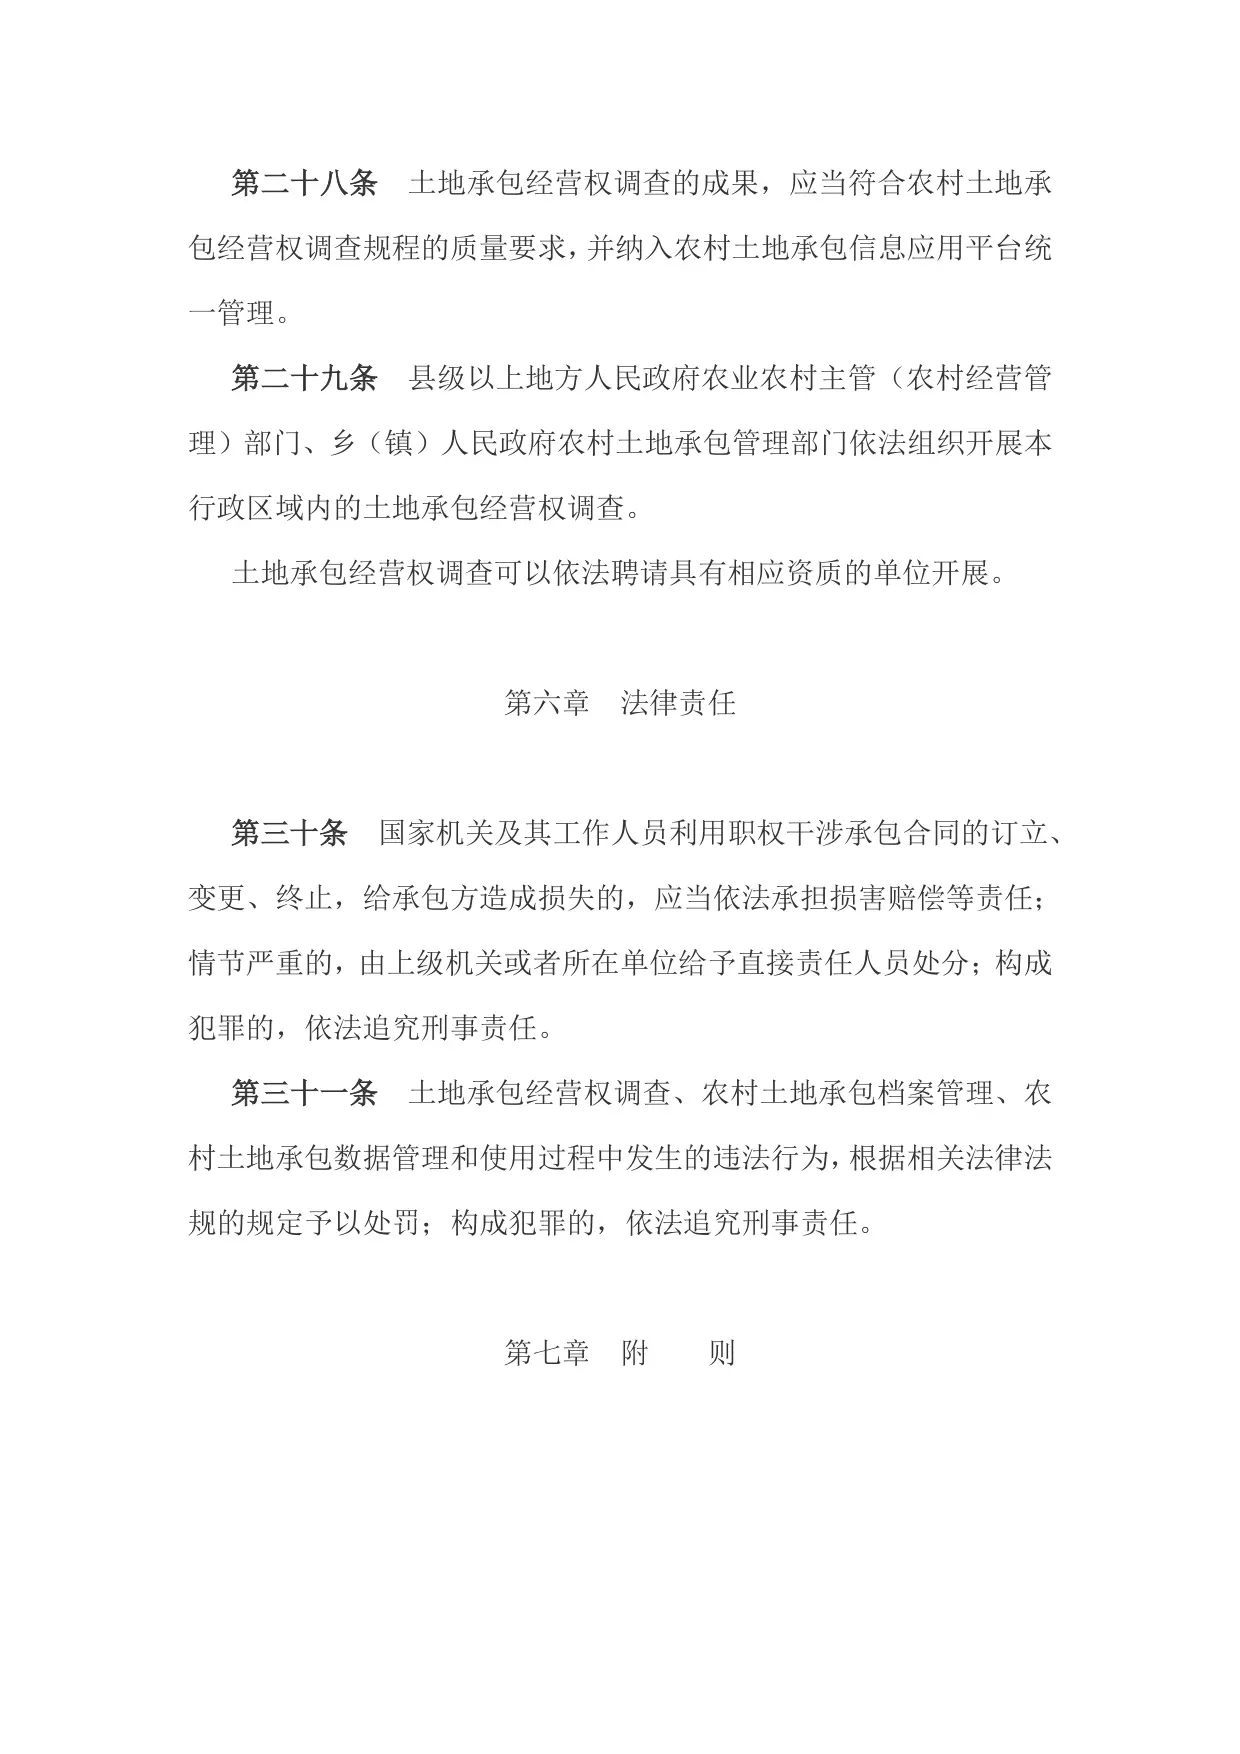 第二十八条　土地承包经营权调查的成果，应当符合农村土地承
包经营权调查规程的质量要求，并纳入农村土地承包信息应用平台统
一管理。
第二十九条　县级以上地方人民政府农业农村主管（农村经营管
理）部门、乡（镇）人民政府农村土地承包管理部门依法组织开展本
行政区域内的土地承包经营权调查。
土地承包经营权调查可以依法聘请具有相应资质的单位开展。
第六章　法律责任
第三十条　国家机关及其工作人员利用职权干涉承包合同的订立、
变更、终止，给承包方造成损失的，应当依法承担损害赔偿等责任；
情节严重的，由上级机关或者所在单位给予直接责任人员处分；构成
犯罪的，依法追究刑事责任。
第三十一条　土地承包经营权调查、农村土地承包档案管理、农
村土地承包数据管理和使用过程中发生的违法行为，根据相关法律法
规的规定予以处罚；构成犯罪的，依法追究刑事责任。
第七章　附　　则